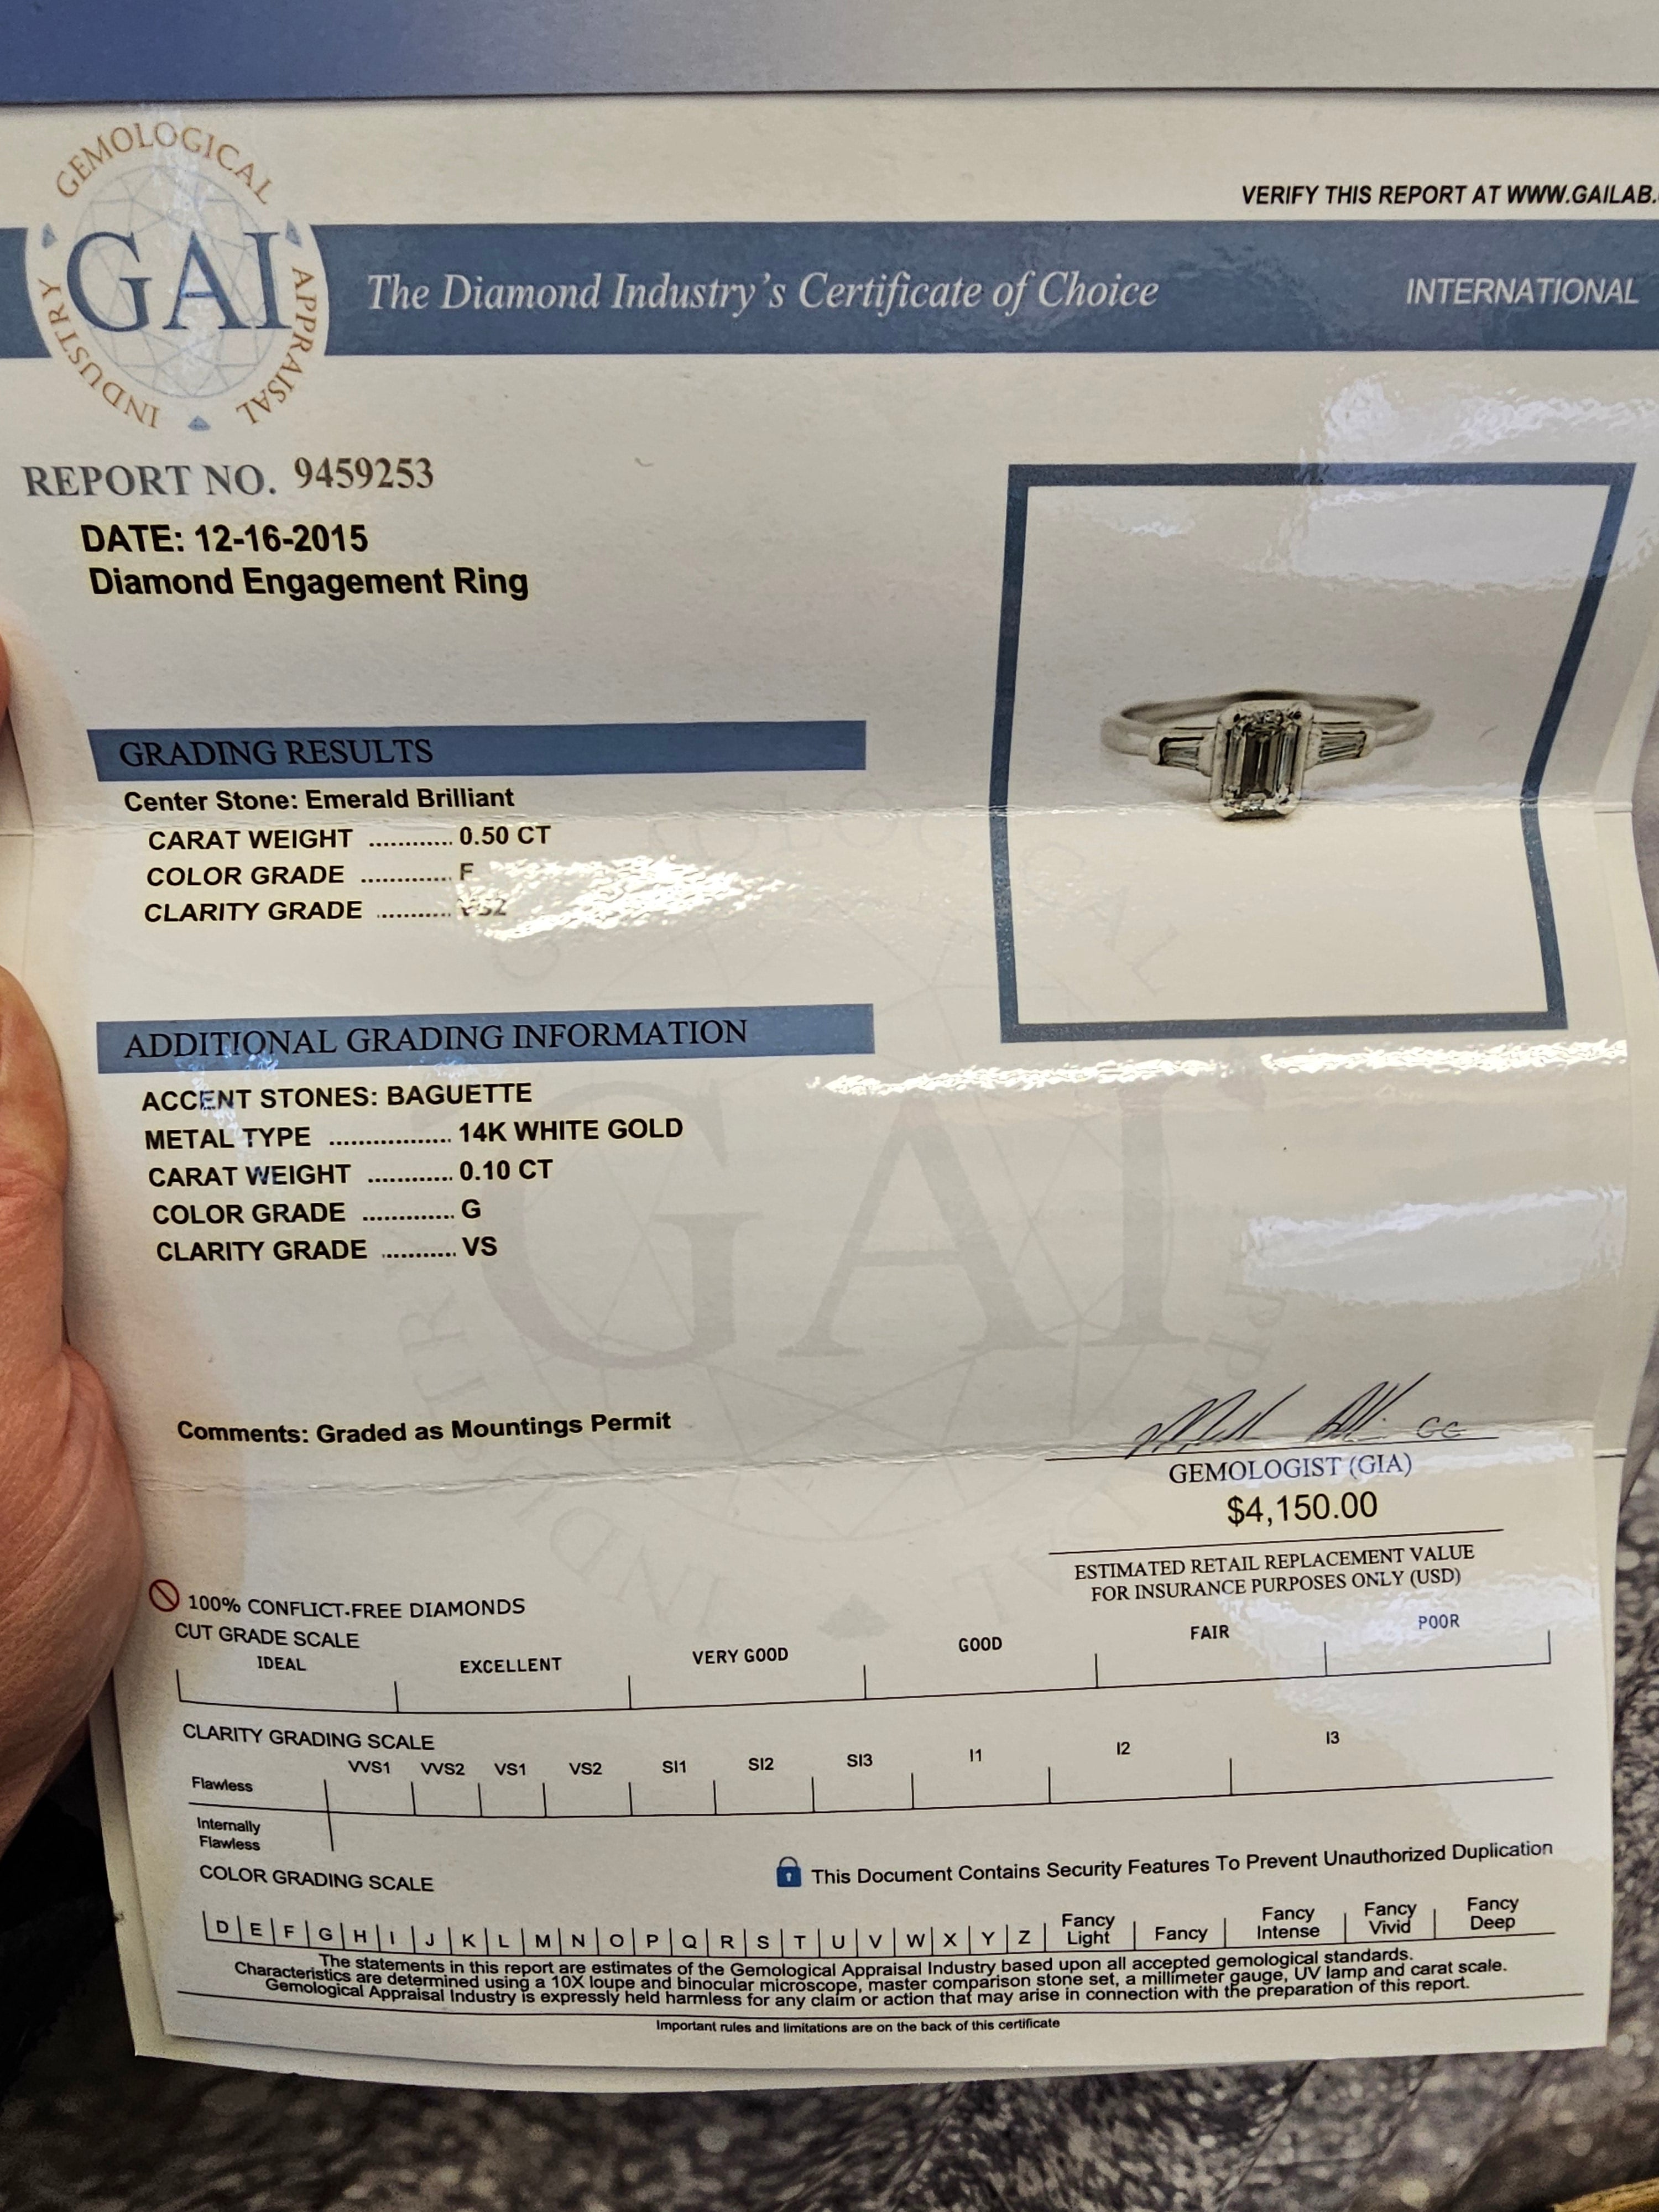 GEMOLOGICAL
APPRAISAL
INDUSTRY
GAI
VERIFY THIS REPORT AT WWW.GAILAB.
The Diamond Industry's Certificate of Choice
INTERNATIONAL
REPORT NO. 9459253
DATE: 12-16-2015
Diamond Engagement Ring
GRADING RESULTS
Center Stone: Emerald Brilliant
CARAT WEIGHT ............ 0.50 CT
COLOR GRADE ............. F
CLARITY GRADE ........... VS2
ADDITIONAL GRADING INFORMATION
ACCENT STONES: BAGUETTE
METAL TYPE ................. 14K WHITE GOLD
CARAT WEIGHT ............ 0.10 CT
COLOR GRADE ............. G
CLARITY GRADE ........... VS
GAI
Comments: Graded as Mountings Permit
GG
GEMOLOGIST (GIA)
$4,150.00
ESTIMATED RETAIL REPLACEMENT VALUE
FOR INSURANCE PURPOSES ONLY (USD)
100% CONFLICT-FREE DIAMONDS
CUT GRADE SCALE
IDEAL EXCELLENT VERY GOOD GOOD FAIR POOR
CLARITY GRADING SCALE
Flawless VVS1 VVS2 VS1 VS2 SI1 SI2 SI3 I1 I2 I3
Internally
Flawless
COLOR GRADING SCALE
This Document Contains Security Features To Prevent Unauthorized Duplication
D E F G H I J K L M N O P Q R S T U V W X Y Z Fancy Light Fancy Fancy Intense Fancy Vivid Fancy Deep
The statements in this report are estimates of the Gemological Appraisal Industry based upon all accepted gemological standards.
Characteristics are determined using a 10X loupe and binocular microscope, master comparison stone set, a millimeter gauge, UV lamp and carat scale.
Gemological Appraisal Industry is expressly held harmless for any claim or action that may arise in connection with the preparation of this report.
Important rules and limitations are on the back of this certificate